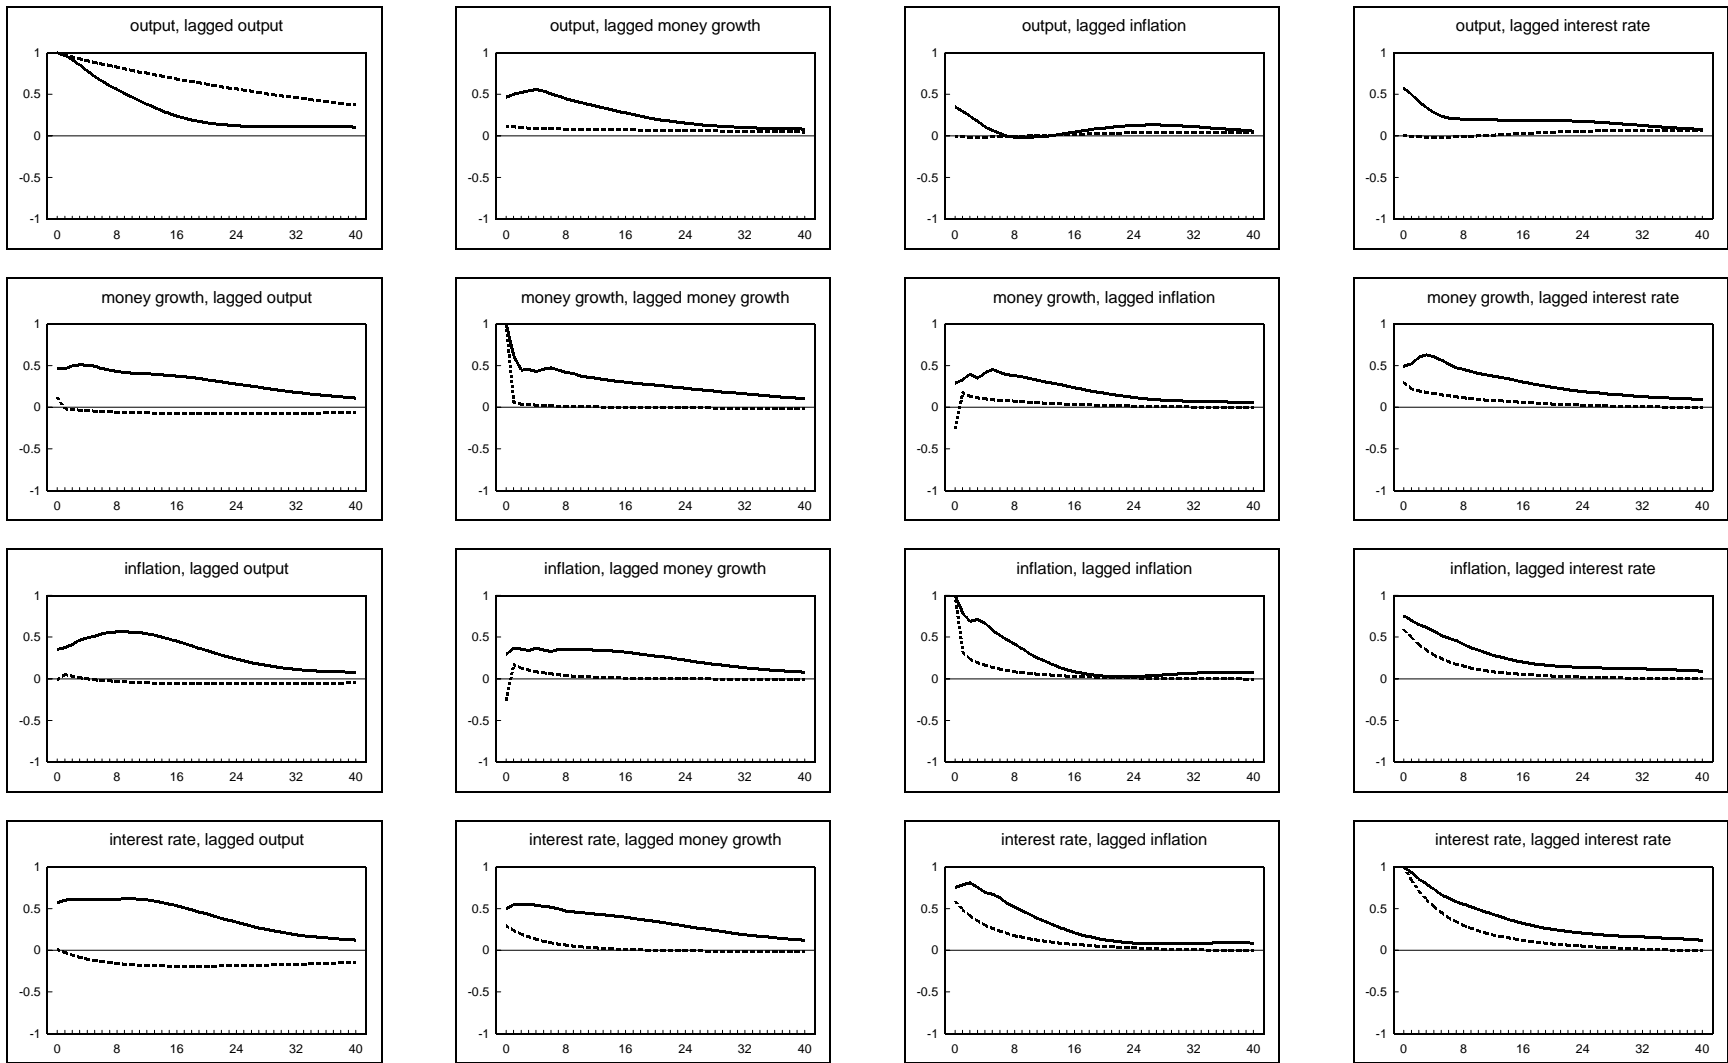 output, lagged output
1
0.5
0
-0.5
-1
0 8 16 24 32 40
output, lagged money growth
1
0.5
0
-0.5
-1
0 8 16 24 32 40
output, lagged inflation
1
0.5
0
-0.5
-1
0 8 16 24 32 40
output, lagged interest rate
1
0.5
0
-0.5
-1
0 8 16 24 32 40
money growth, lagged output
1
0.5
0
-0.5
-1
0 8 16 24 32 40
money growth, lagged money growth
1
0.5
0
-0.5
-1
0 8 16 24 32 40
money growth, lagged inflation
1
0.5
0
-0.5
-1
0 8 16 24 32 40
money growth, lagged interest rate
1
0.5
0
-0.5
-1
0 8 16 24 32 40
inflation, lagged output
1
0.5
0
-0.5
-1
0 8 16 24 32 40
inflation, lagged money growth
1
0.5
0
-0.5
-1
0 8 16 24 32 40
inflation, lagged inflation
1
0.5
0
-0.5
-1
0 8 16 24 32 40
inflation, lagged interest rate
1
0.5
0
-0.5
-1
0 8 16 24 32 40
interest rate, lagged output
1
0.5
0
-0.5
-1
0 8 16 24 32 40
interest rate, lagged money growth
1
0.5
0
-0.5
-1
0 8 16 24 32 40
interest rate, lagged inflation
1
0.5
0
-0.5
-1
0 8 16 24 32 40
interest rate, lagged interest rate
1
0.5
0
-0.5
-1
0 8 16 24 32 40